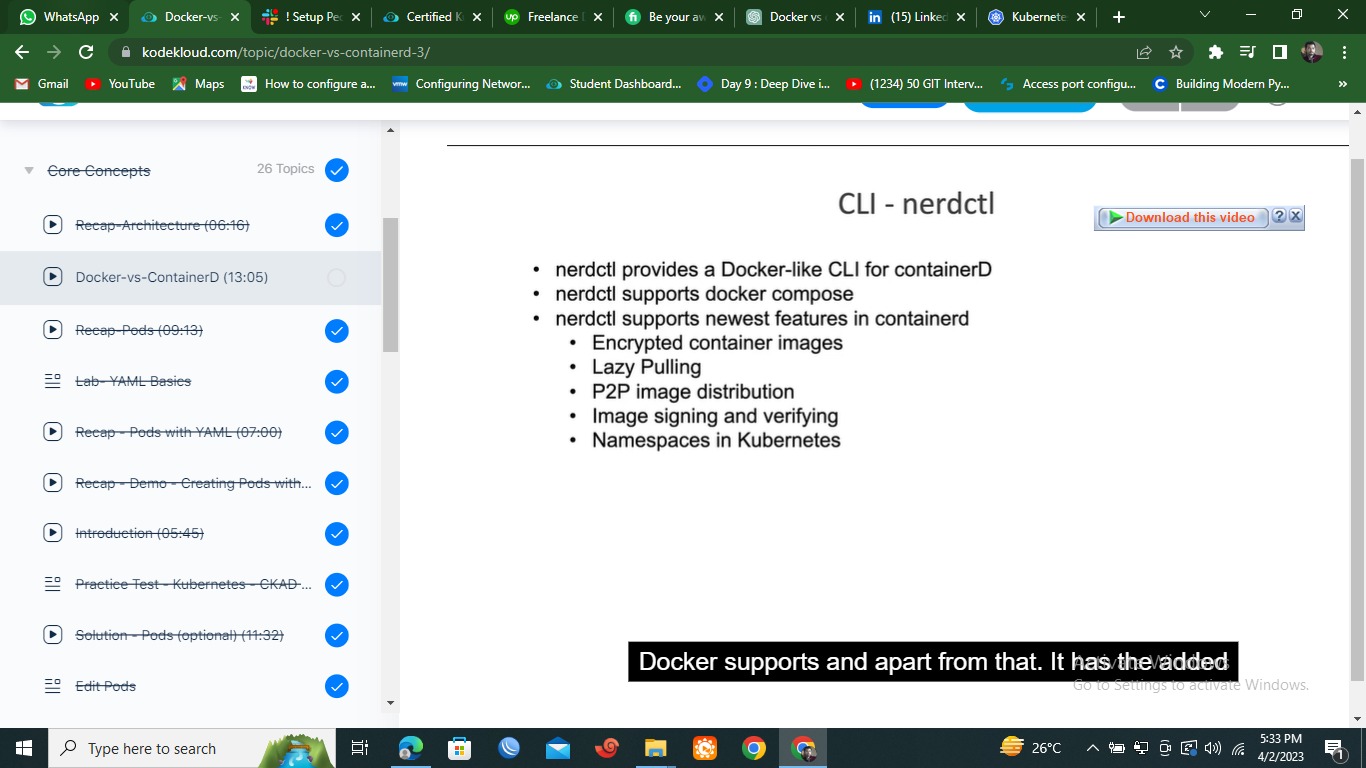 WhatsApp
Docker-vs-
! Setup Pec
Certified K
Freelance
Be your aw
Docker vs
(15) Linked
Kubernete
kodekloud.com/topic/docker-vs-containerd-3/
Gmail
YouTube
Maps
How to configure a...
Configuring Networ...
Student Dashboard...
Day 9 : Deep Dive i...
(1234) 50 GIT Interv...
Access port configu...
Building Modern Py...
Core Concepts
26 Topics
Recap-Architecture (06:16)
Docker-vs-ContainerD (13:05)
Recap-Pods (09:13)
Lab- YAML Basics
Recap - Pods with YAML (07:00)
Recap - Demo - Creating Pods with...
Introduction (05:45)
Practice Test - Kubernetes - CKAD ...
Solution - Pods (optional) (11:32)
Edit Pods
CLI - nerdctl
Download this video
• nerdctl provides a Docker-like CLI for containerD
• nerdctl supports docker compose
• nerdctl supports newest features in containerd
• Encrypted container images
• Lazy Pulling
• P2P image distribution
• Image signing and verifying
• Namespaces in Kubernetes
Docker supports and apart from that. It has the added
Activate Windows
Go to Settings to activate Windows.
Type here to search
26°C
5:33 PM
4/2/2023